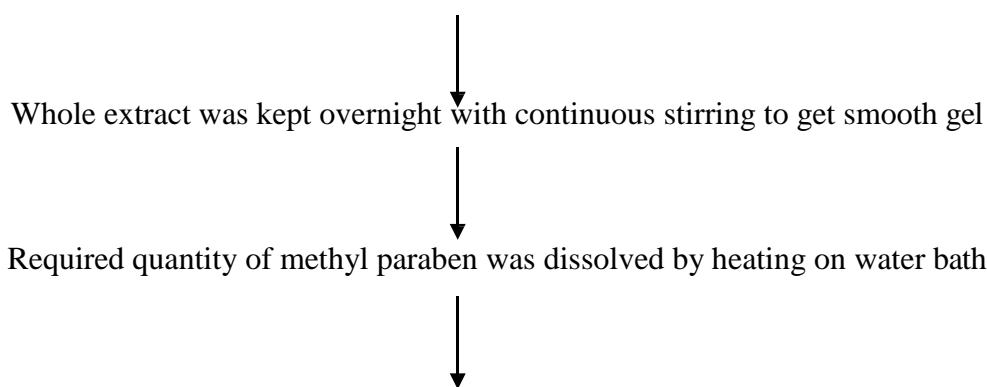 Whole extract was kept overnight with continuous stirring to get smooth gel
Required quantity of methyl paraben was dissolved by heating on water bath